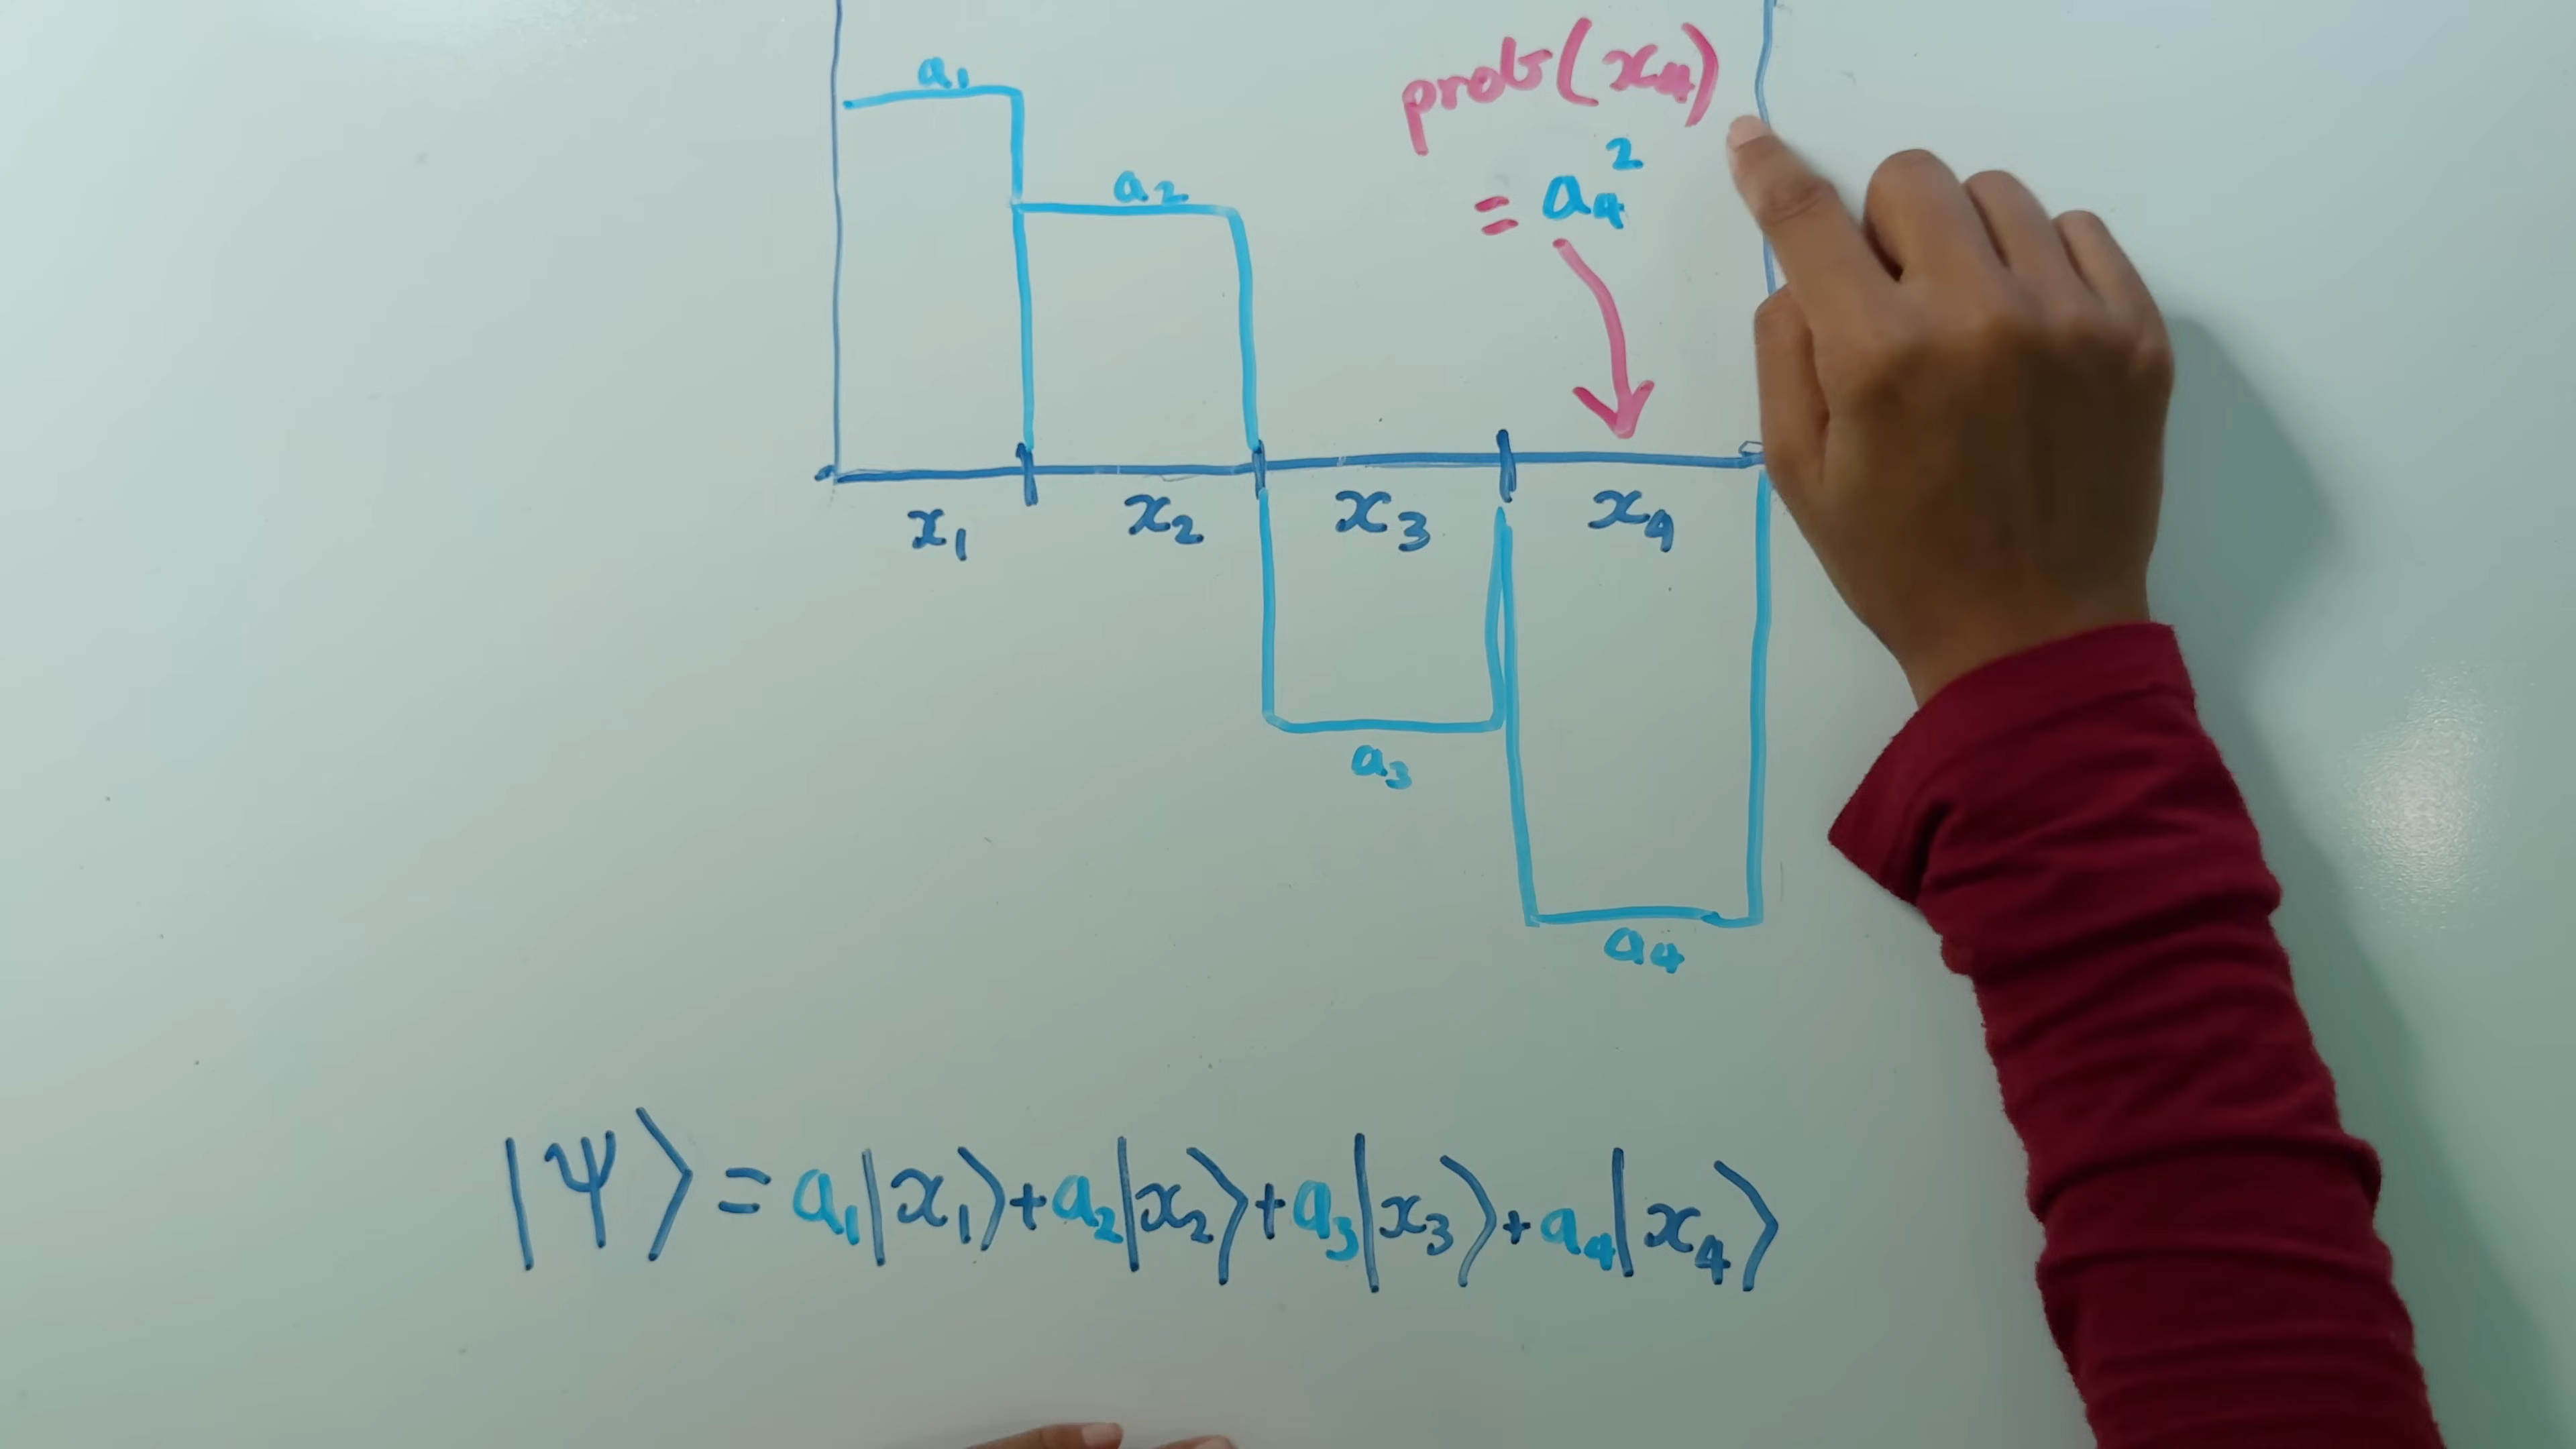 a₁
prob(x₄)
a₂
= a₄²
x₁ x₂ x₃ x₄
a₃
a₄
|Ψ⟩ = a₁|x₁⟩+a₂|x₂⟩+a₃|x₃⟩+a₄|x₄⟩